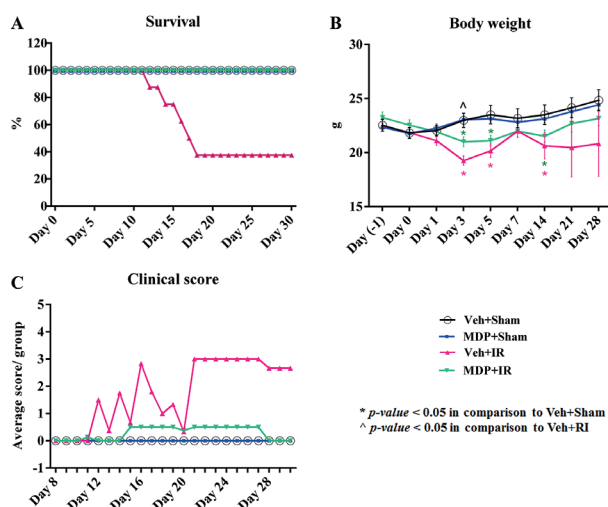 A
Survival
120
100
80
60
40
20
0
%
Day 0
Day 5
Day 10
Day 15
Day 20
Day 25
Day 30
B
Body weight
25
20
15
g
^
*
*
*
*
*
*
Day (-1)
Day 0
Day 1
Day 3
Day 5
Day 7
Day 14
Day 21
Day 28
C
Clinical score
5
4
3
2
1
0
-1
Average score/ group
Day 8
Day 12
Day 16
Day 20
Day 24
Day 28
Veh+Sham
MDP+Sham
Veh+IR
MDP+IR
* p-value < 0.05 in comparison to Veh+Sham
^ p-value < 0.05 in comparison to Veh+RI